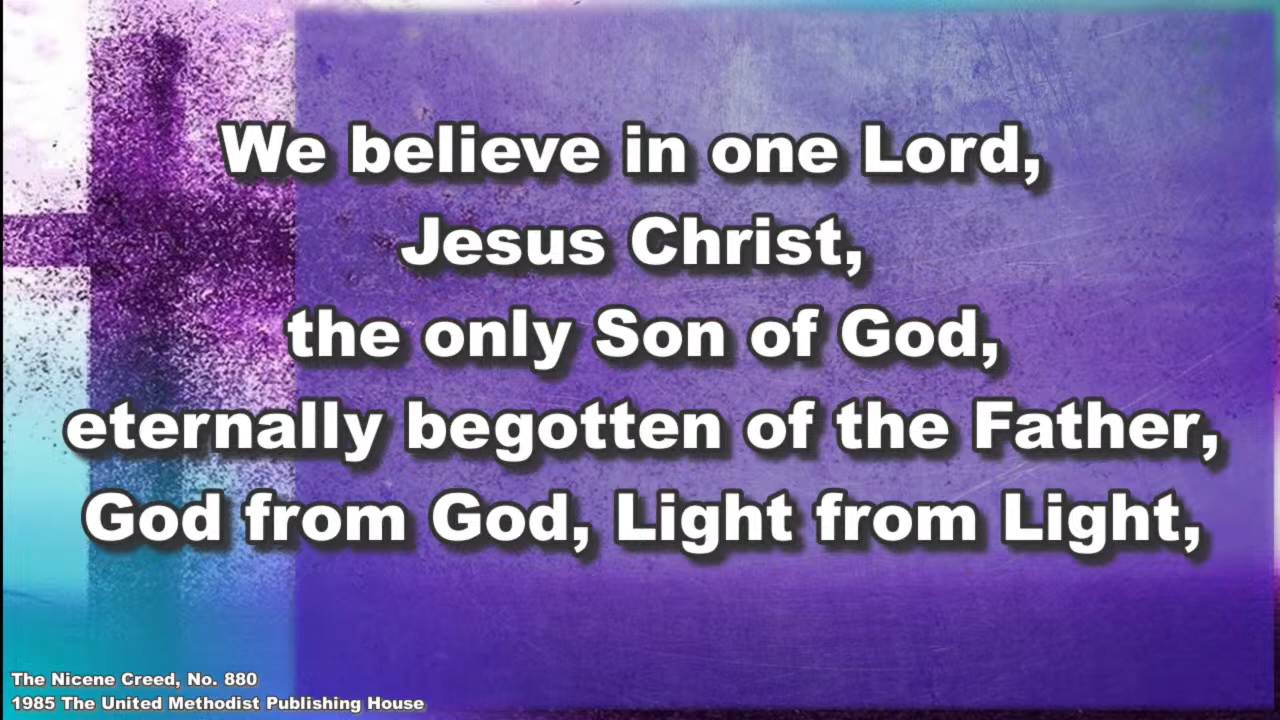 We believe in one Lord,
Jesus Christ,
the only Son of God,
eternally begotten of the Father,
God from God, Light from Light,
The Nicene Creed, No. 880
1985 The United Methodist Publishing House